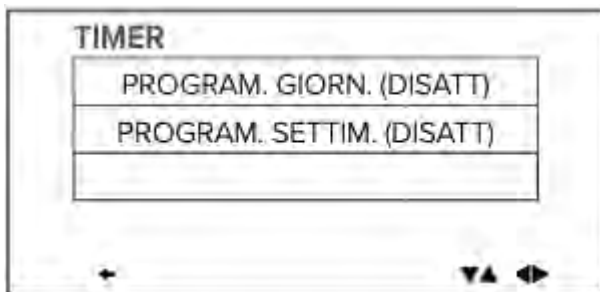 TIMER
PROGRAM. GIORN. (DISATT)
PROGRAM. SETTIM. (DISATT)